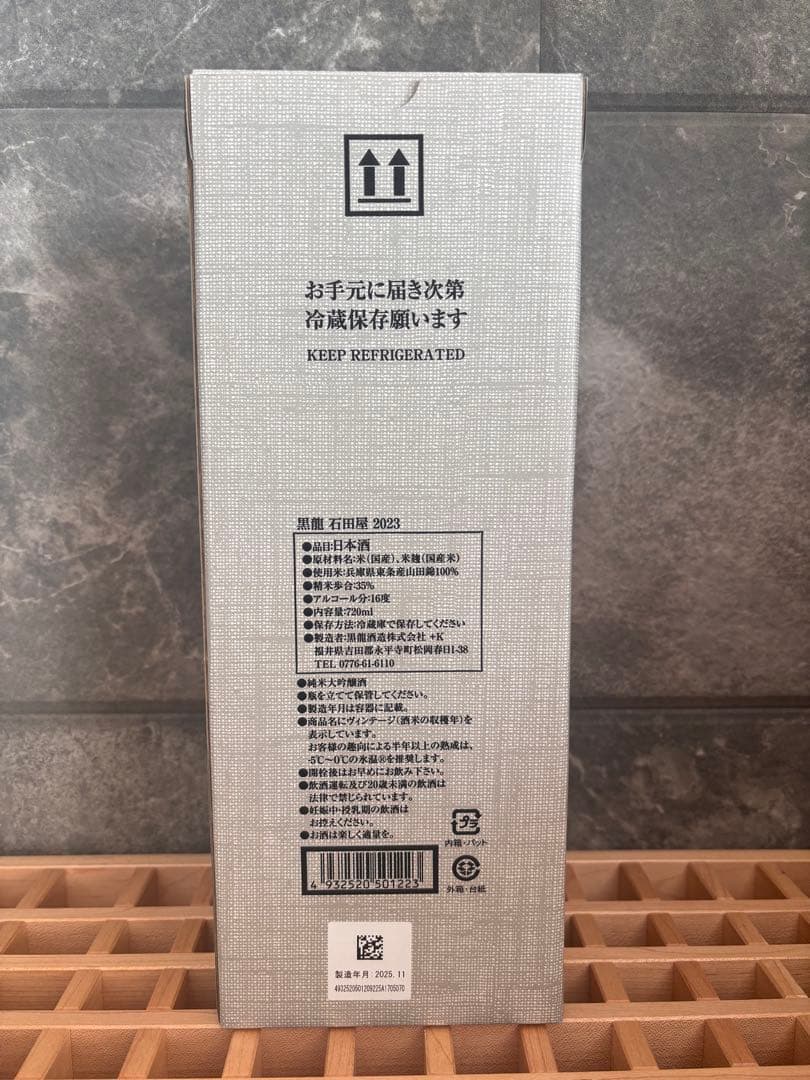 お手元に届き次第
冷蔵保存願います
KEEP REFRIGERATED
黒龍 石田屋 2023
●品目:日本酒
●原材料名:米(国産)、米麹(国産米)
●使用米:兵庫県東条産山田錦100%
●精米歩合:35%
●アルコール分:16度
●内容量:720ml
●保存方法:冷蔵庫で保存してください
●製造者:黒龍酒造株式会社 +K
福井県吉田郡永平寺町松岡春日1-38
TEL 0776-61-6110
●純米大吟醸酒
●瓶を立てて保管してください。
●製造年月は容器に記載。
●商品名にヴィンテージ(酒米の収穫年)を
表示しています。
お客様の趣向による半年以上の熟成は、
-5℃〜0℃の氷温®を推奨します。
●開栓後はお早めにお飲み下さい。
●飲酒運転及び20歳未満の飲酒は
法律で禁じられています。
●妊娠中・授乳期の飲酒は
お控えください。
●お酒は楽しく適量を。
プラ
内箱・パット
外箱・台紙
4 932520 501223
製造年月:2025.11
4932520501209225A1705070